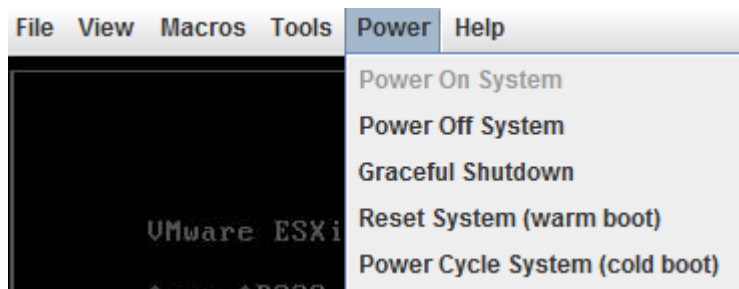 File View Macros Tools Power Help
Power On System
Power Off System
Graceful Shutdown
Reset System (warm boot)
VMware ESXi
Power Cycle System (cold boot)